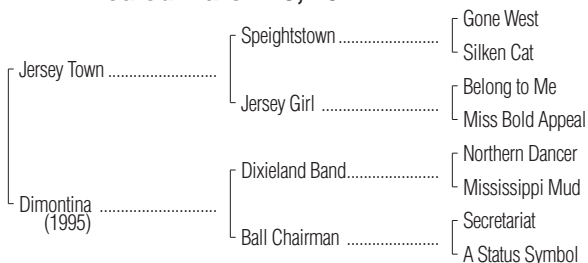 Gone West
Speightstown
Silken Cat
Jersey Town
Belong to Me
Jersey Girl
Miss Bold Appeal
Northern Dancer
Dixieland Band
Mississippi Mud
Dimontina
(1995)
Secretariat
Ball Chairman
A Status Symbol